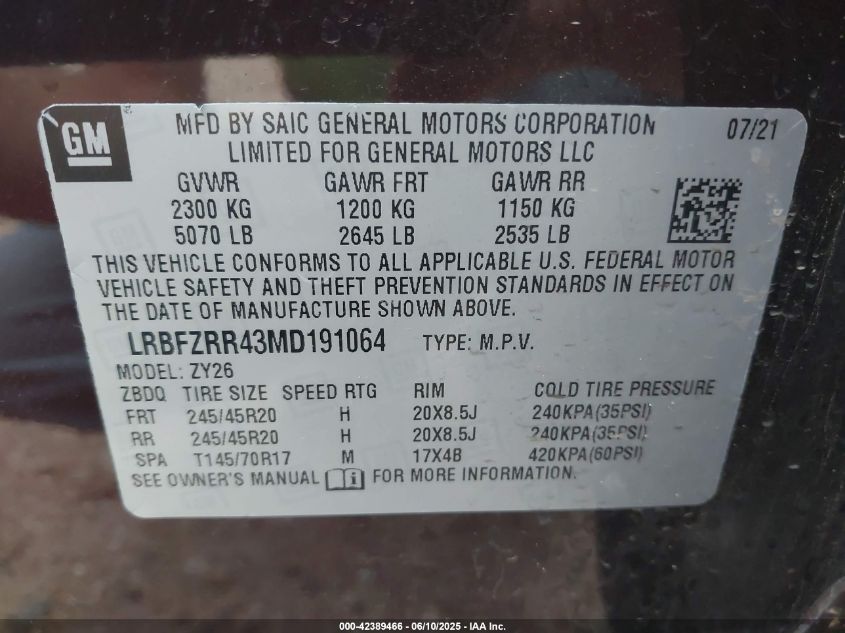 GM
MFD BY SAIC GENERAL MOTORS CORPORATION 07/21
LIMITED FOR GENERAL MOTORS LLC
GVWR GAWR FRT GAWR RR
2300 KG 1200 KG 1150 KG
5070 LB 2645 LB 2535 LB
THIS VEHICLE CONFORMS TO ALL APPLICABLE U.S. FEDERAL MOTOR
VEHICLE SAFETY AND THEFT PREVENTION STANDARDS IN EFFECT ON
THE DATE OF MANUFACTURE SHOWN ABOVE.
LRBFZRR43MD191064 TYPE: M.P.V.
MODEL: ZY26
ZBDQ TIRE SIZE SPEED RTG RIM COLD TIRE PRESSURE
FRT 245/45R20 H 20X8.5J 240KPA(35PSI)
RR 245/45R20 H 20X8.5J 240KPA(35PSI)
SPA T145/70R17 M 17X4B 420KPA(60PSI)
SEE OWNER'S MANUAL FOR MORE INFORMATION.
000-42389466 - 06/10/2025 - IAA Inc.